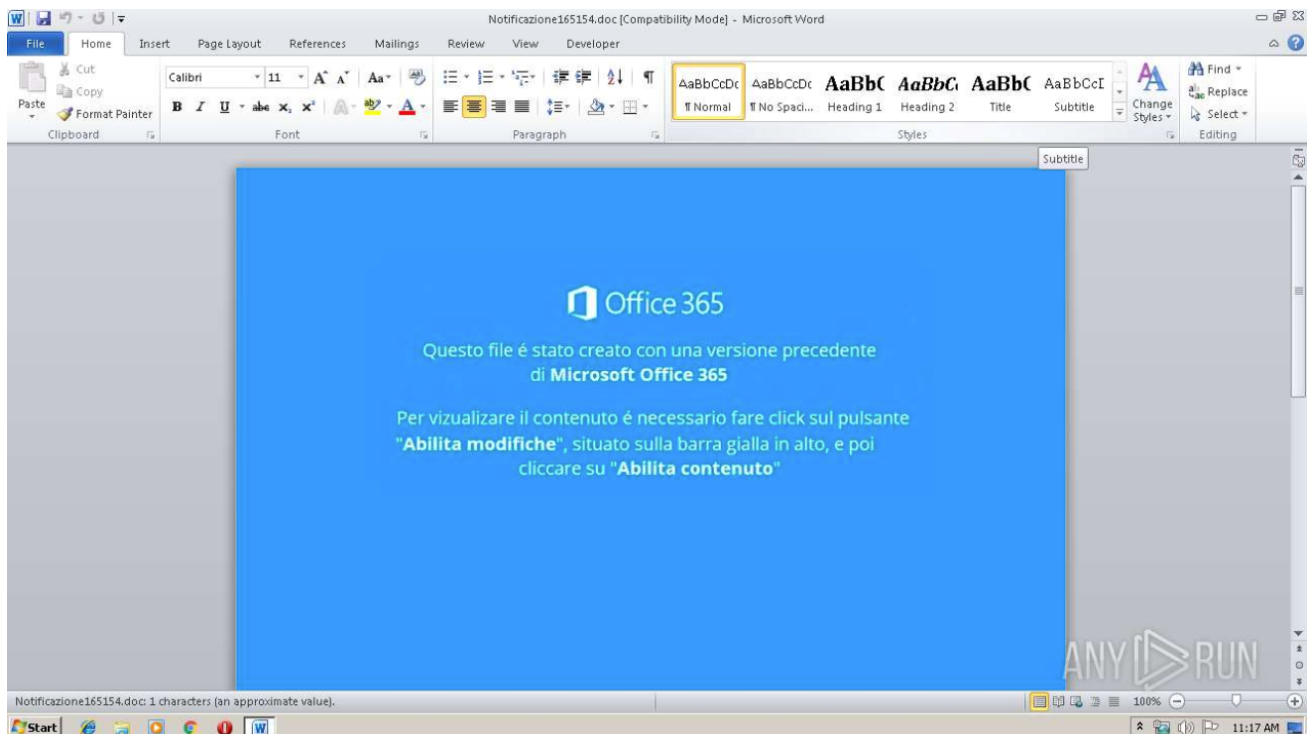 Notificazione165154.doc [Compatibility Mode] - Microsoft Word
File Home Insert Page Layout References Mailings Review View Developer
Cut
Copy
Paste
Format Painter
Clipboard
Calibri 11
Font
Paragraph
AaBbCcDc AaBbCcDc AaBbC AaBbCc AaBbC AaBbCcI
¶ Normal ¶ No Spaci... Heading 1 Heading 2 Title Subtitle
Change
Styles
Styles
Find
Replace
Select
Editing
Subtitle
Office 365
Questo file é stato creato con una versione precedente
di Microsoft Office 365
Per vizualizare il contenuto é necessario fare click sul pulsante
"Abilita modifiche", situato sulla barra gialla in alto, e poi
cliccare su "Abilita contenuto"
ANY RUN
Notificazione165154.doc: 1 characters (an approximate value).
100%
Start
11:17 AM